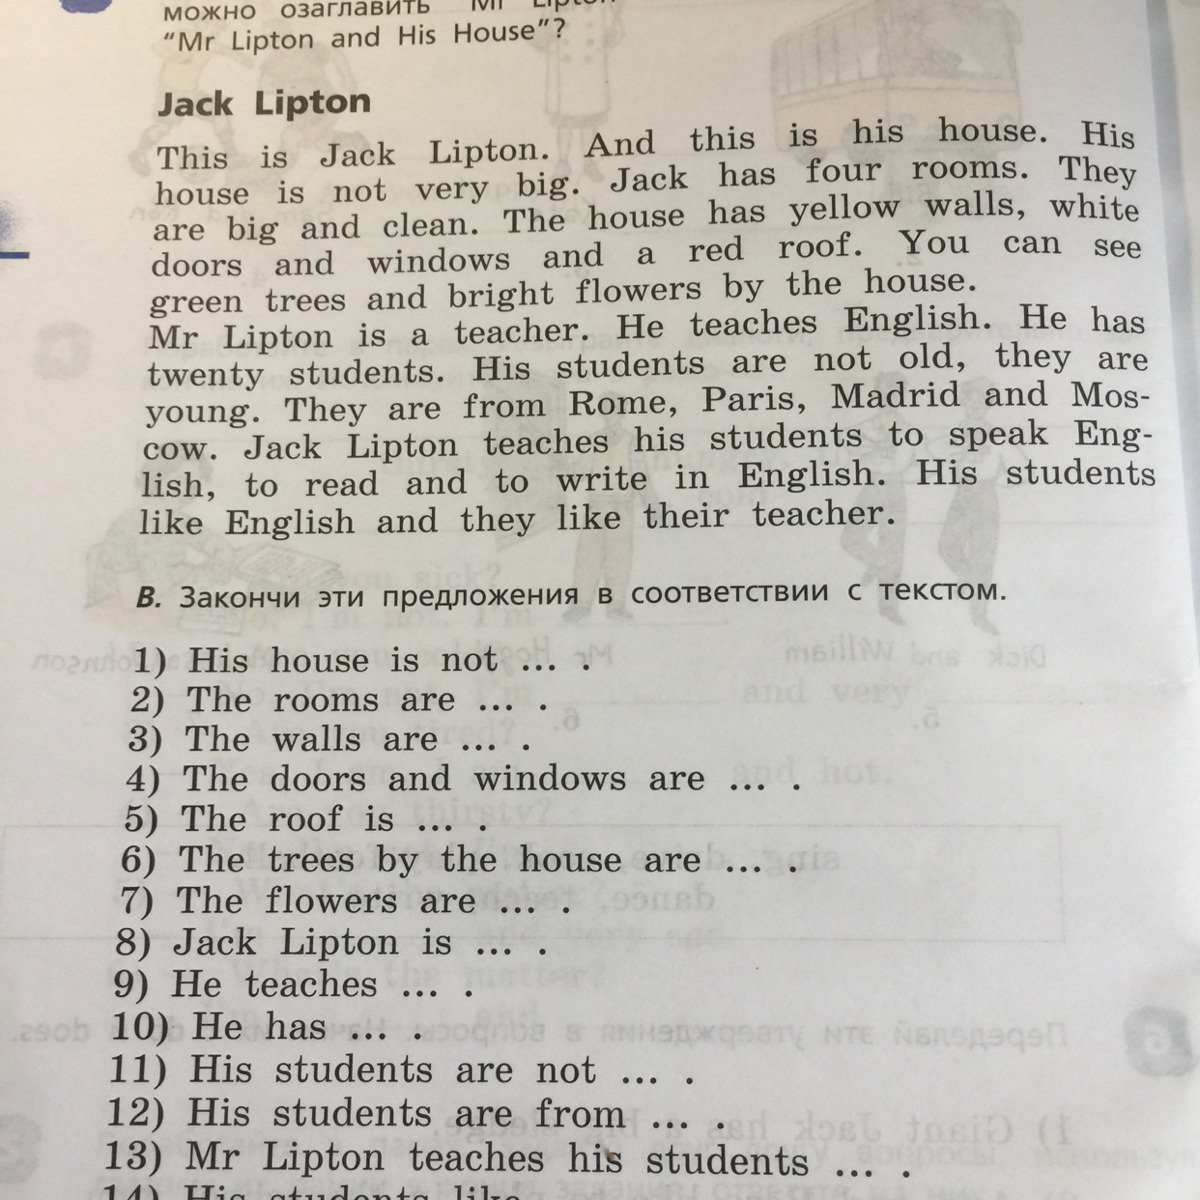 можно озаглавить "Mr Lipton
"Mr Lipton and His House"?
Jack Lipton
This is Jack Lipton. And this is his house. His
house is not very big. Jack has four rooms. They
are big and clean. The house has yellow walls, white
doors and windows and a red roof. You can see
green trees and bright flowers by the house.
Mr Lipton is a teacher. He teaches English. He has
twenty students. His students are not old, they are
young. They are from Rome, Paris, Madrid and Mos-
cow. Jack Lipton teaches his students to speak Eng-
lish, to read and to write in English. His students
like English and they like their teacher.
B. Закончи эти предложения в соответствии с текстом.
1) His house is not ... .
2) The rooms are ... .
3) The walls are ... .
4) The doors and windows are ... .
5) The roof is ... .
6) The trees by the house are ... .
7) The flowers are ... .
8) Jack Lipton is ... .
9) He teaches ... .
10) He has ... .
11) His students are not ... .
12) His students are from ... .
13) Mr Lipton teaches his students ... .
14) His students like